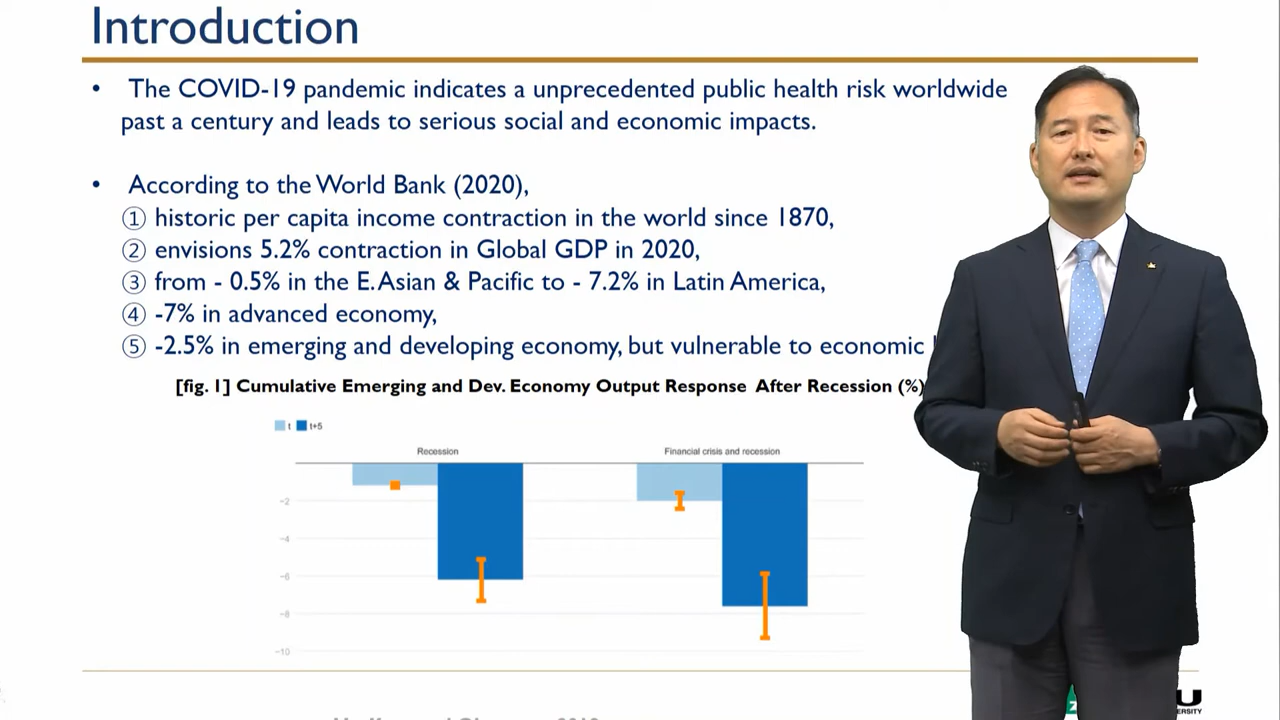 Introduction
• The COVID-19 pandemic indicates a unprecedented public health risk worldwide
past a century and leads to serious social and economic impacts.
• According to the World Bank (2020),
① historic per capita income contraction in the world since 1870,
② envisions 5.2% contraction in Global GDP in 2020,
③ from - 0.5% in the E. Asian & Pacific to - 7.2% in Latin America,
④ -7% in advanced economy,
⑤ -2.5% in emerging and developing economy, but vulnerable to economic
[fig. 1] Cumulative Emerging and Dev. Economy Output Response After Recession (%)
t t+5
Recession Financial crisis and recession
-2
-4
-6
-8
-10
U